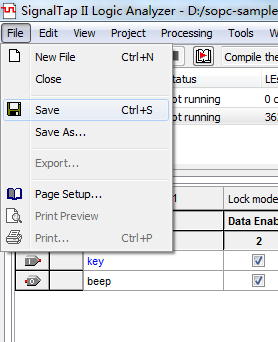 SignalTap II Logic Analyzer - D:/sopc-sample
File Edit View Project Processing Tools W
Compile the
New File Ctrl+N
Close
Save Ctrl+S
Save As...
Export...
Page Setup...
Print Preview
Print... Ctrl+P
tatus LEs
ot running 0 c
ot running 36
1 Lock mode
Data Enab
2
key
beep